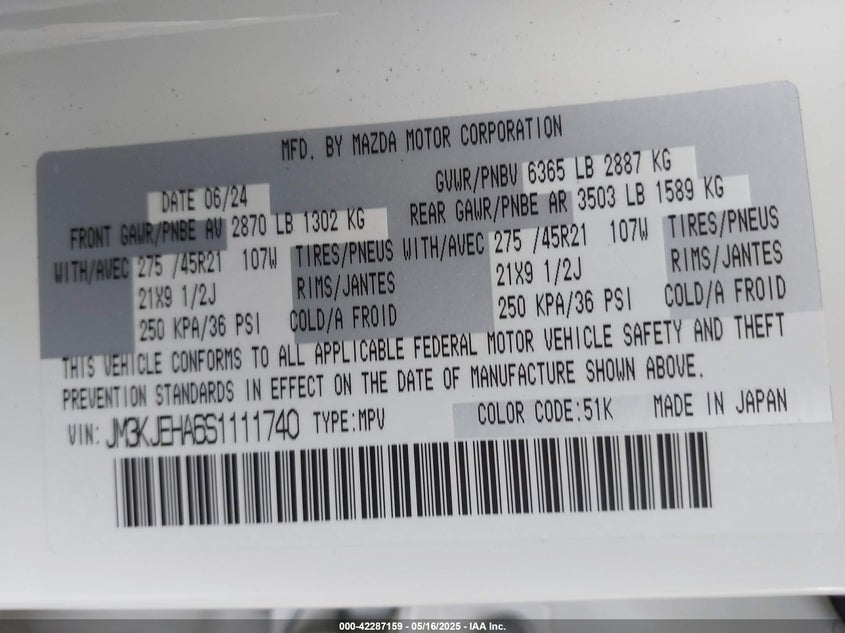 MFD. BY MAZDA MOTOR CORPORATION
DATE 06/24 GVWR/PNBV 6365 LB 2887 KG
FRONT GAWR/PNBE AV 2870 LB 1302 KG REAR GAWR/PNBE AR 3503 LB 1589 KG
WITH/AVEC 275 /45R21 107W TIRES/PNEUS WITH/AVEC 275 /45R21 107W TIRES/PNEUS
21X9 1/2J RIMS/JANTES 21X9 1/2J RIMS/JANTES
250 KPA/36 PSI COLD/A FROID 250 KPA/36 PSI COLD/A FROID
THIS VEHICLE CONFORMS TO ALL APPLICABLE FEDERAL MOTOR VEHICLE SAFETY AND THEFT
PREVENTION STANDARDS IN EFFECT ON THE DATE OF MANUFACTURE SHOWN ABOVE.
VIN: JM3KJEHA6S1111740 TYPE:MPV COLOR CODE:51K MADE IN JAPAN
000-42287159 - 05/16/2025 - IAA Inc.